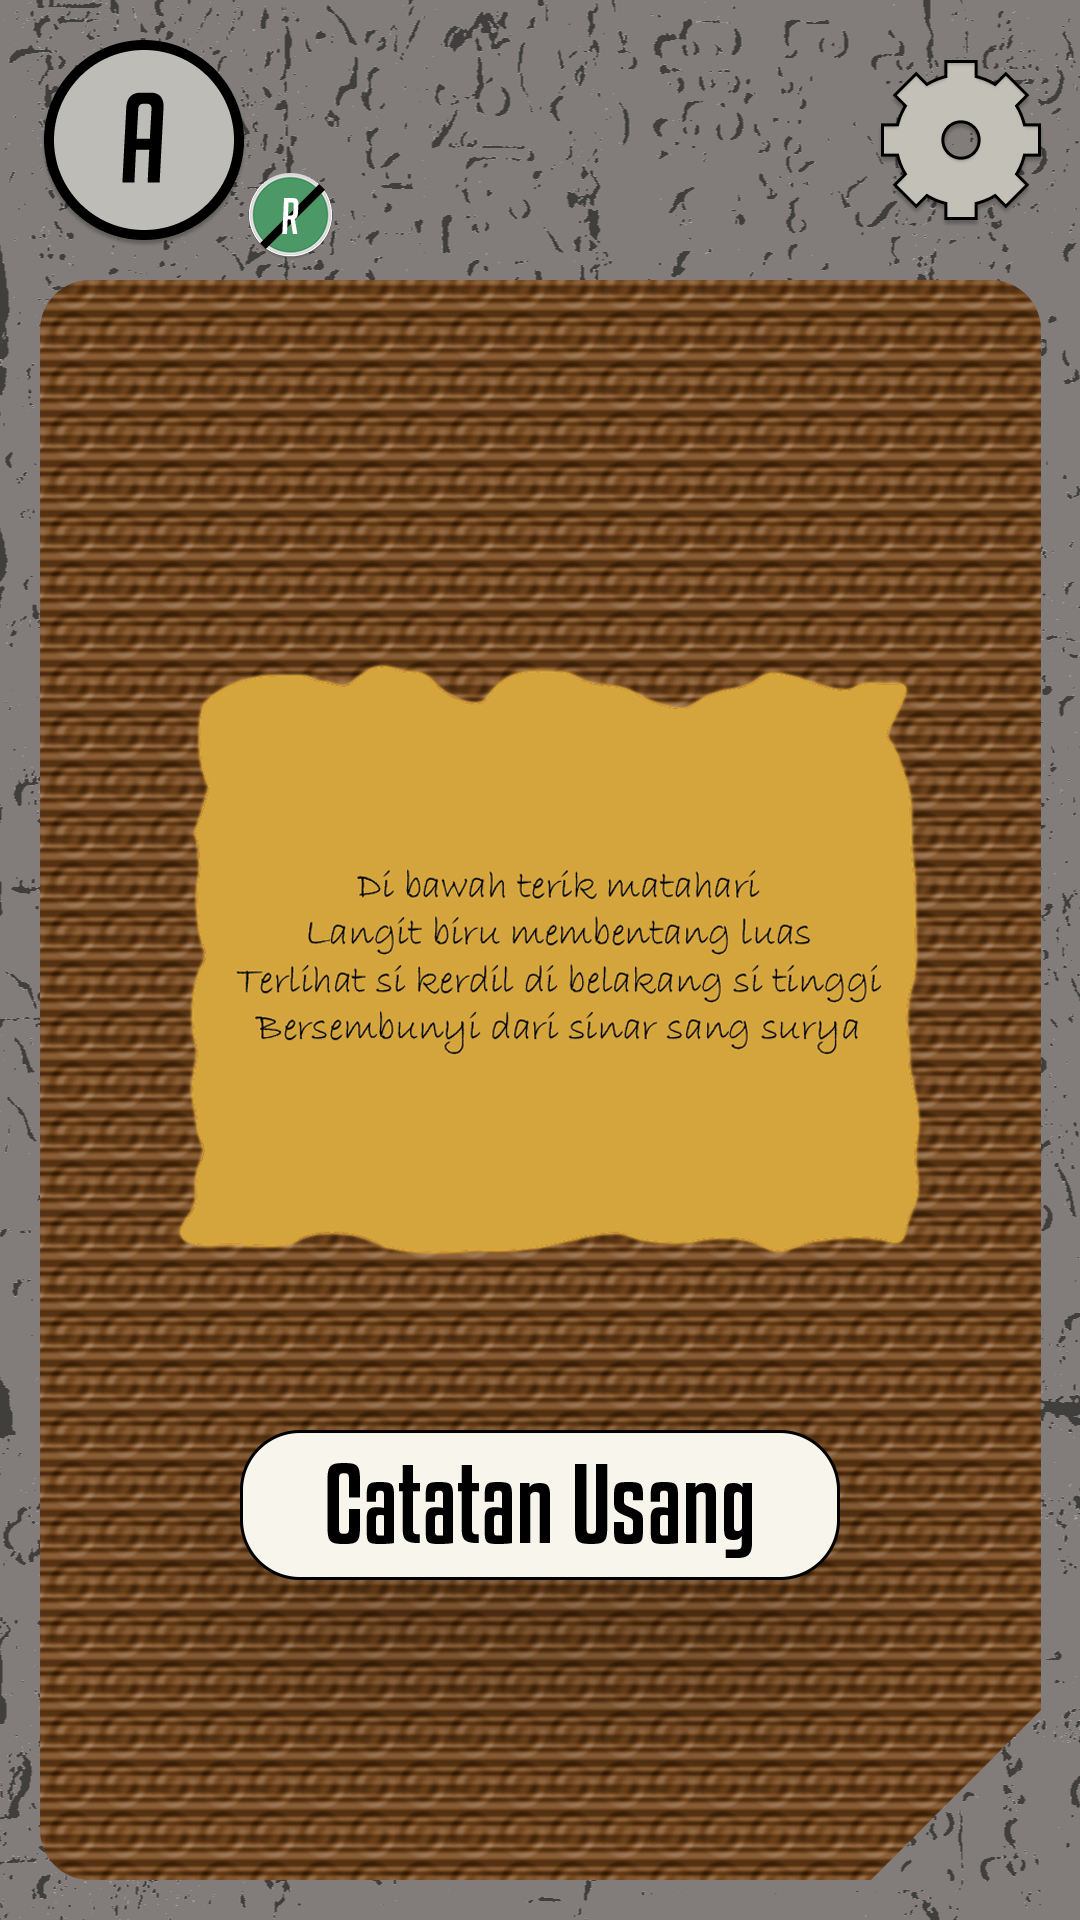 A
R
Di bawah terik matahari
Langit biru membentang luas
Terlihat si kerdil di belakang si tinggi
Bersembunyi dari sinar sang surya
Catatan Usang